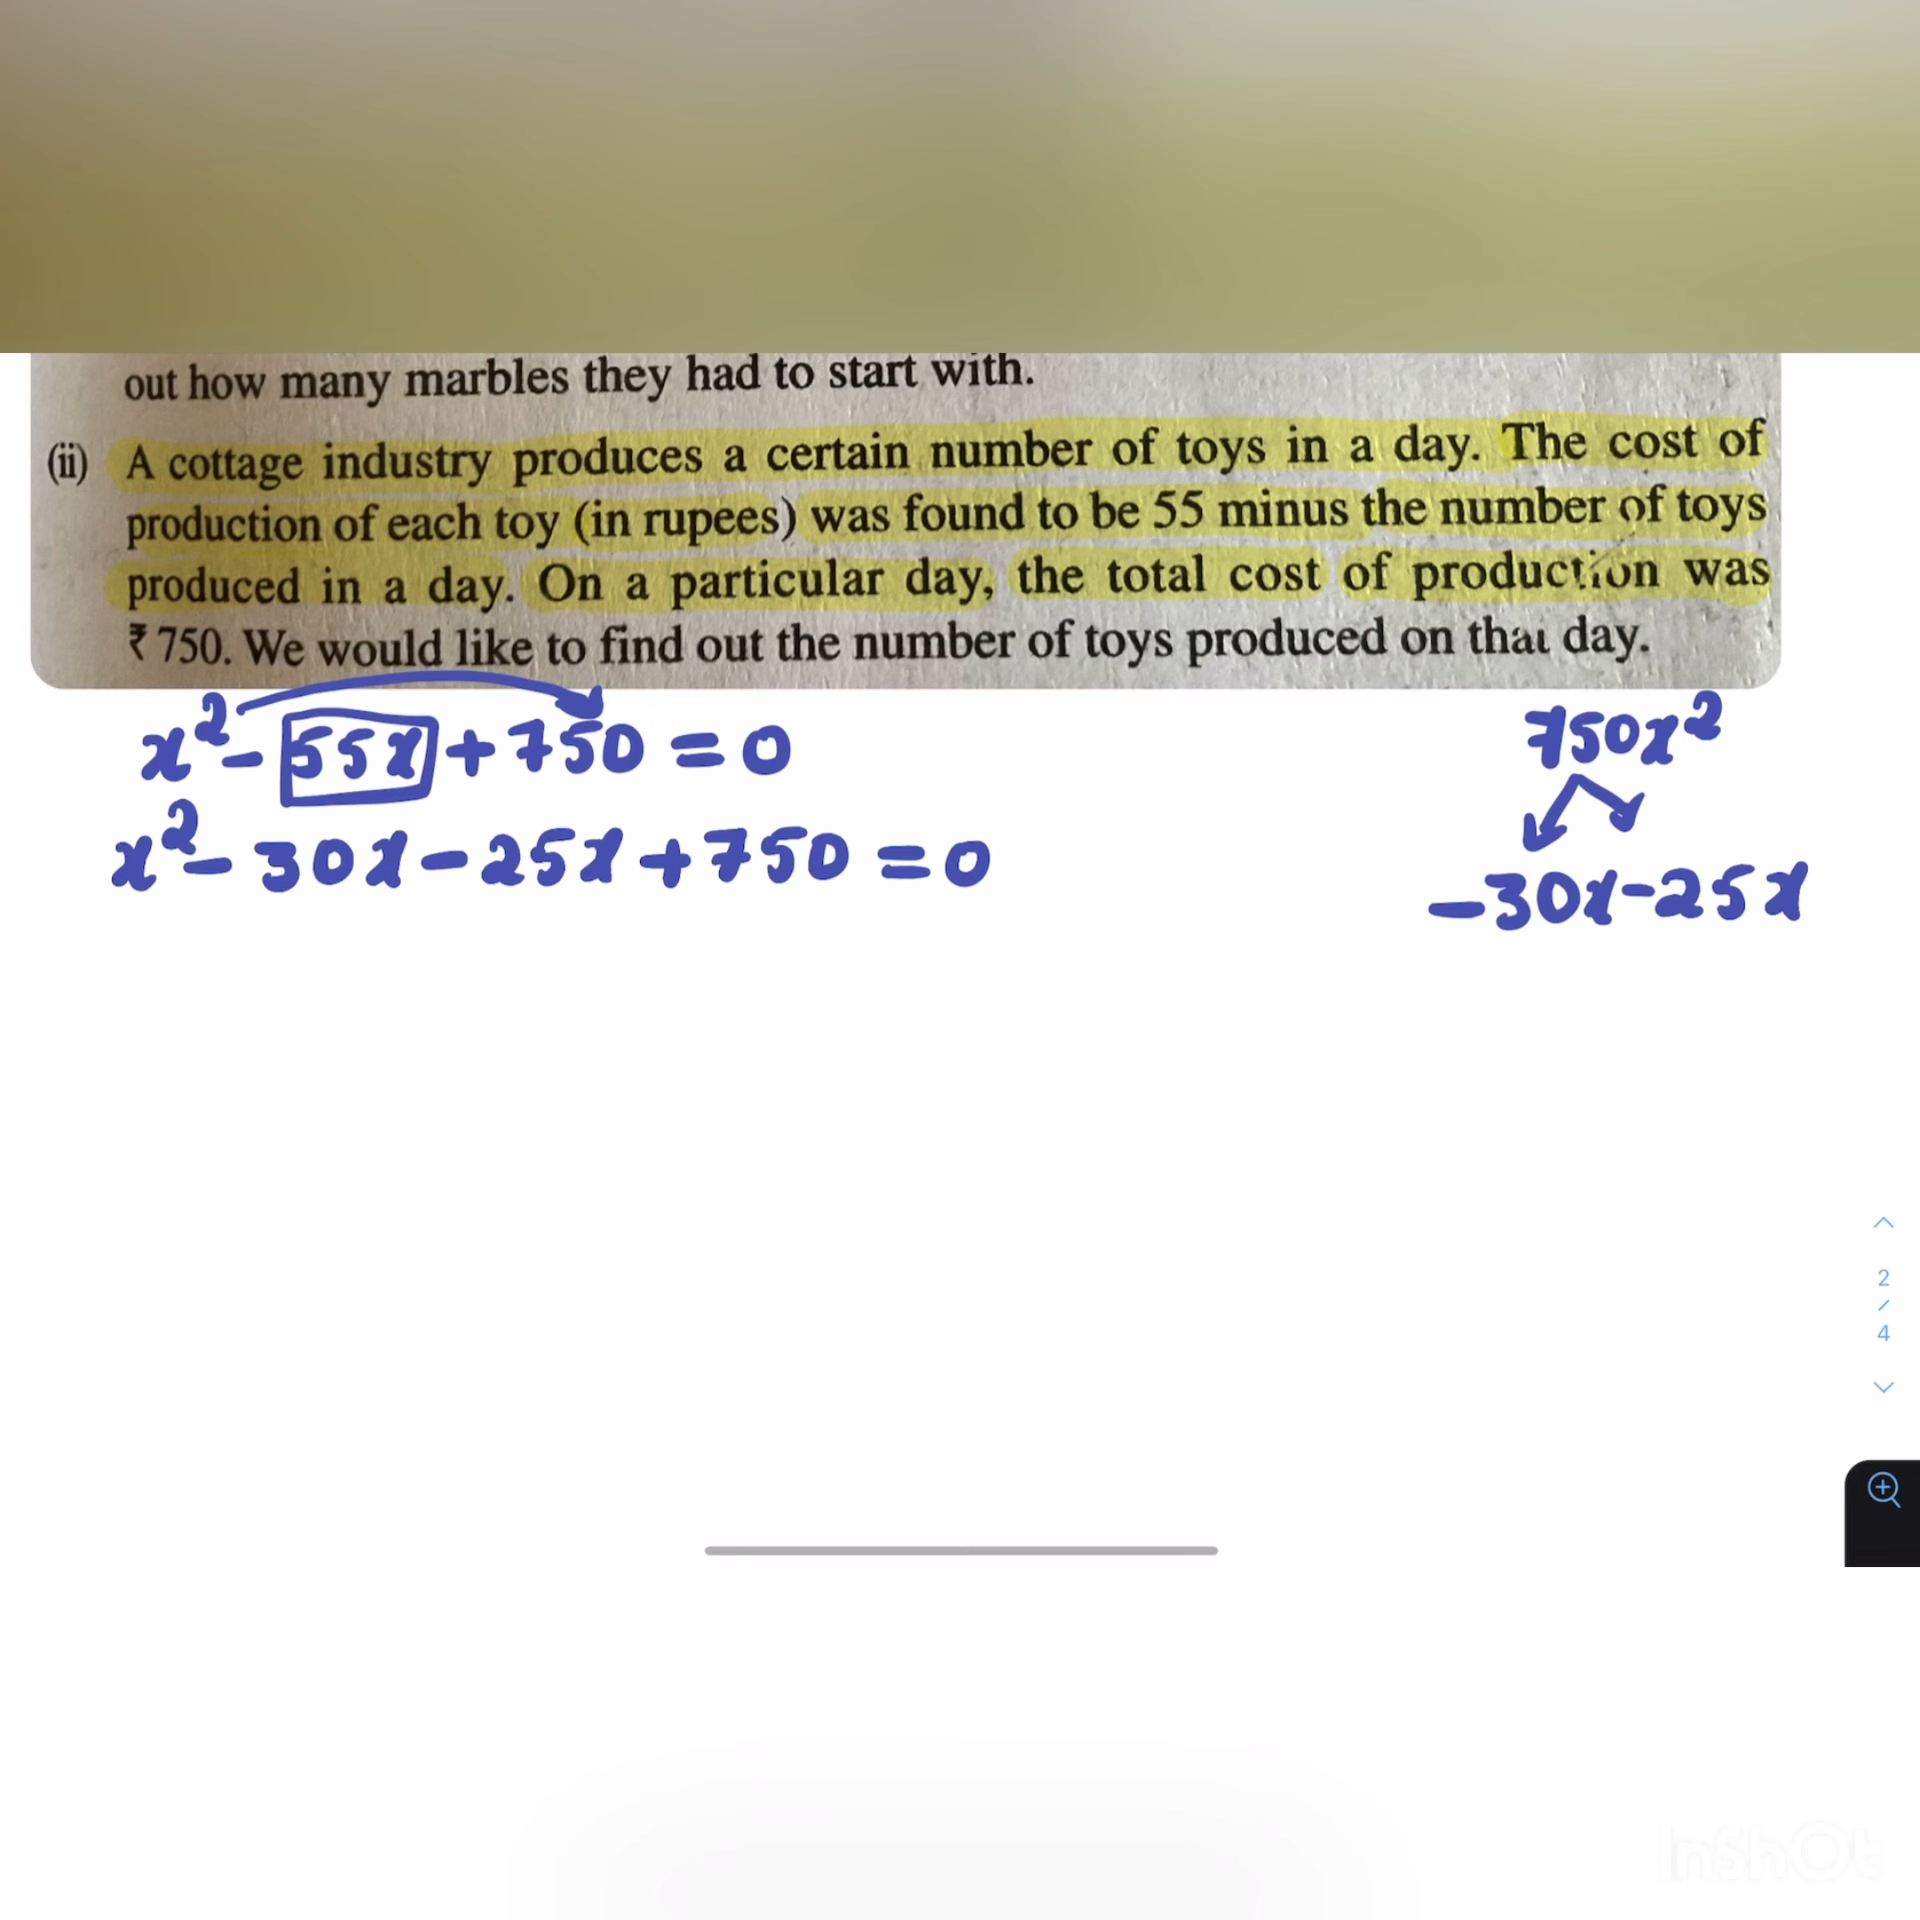 out how many marbles they had to start with.
(ii) A cottage industry produces a certain number of toys in a day. The cost of
production of each toy (in rupees) was found to be 55 minus the number of toys
produced in a day. On a particular day, the total cost of production was
₹ 750. We would like to find out the number of toys produced on that day.
x² - 55x + 750 = 0
x² - 30x - 25x + 750 = 0
750x²
-30x-25x
2
/
4
InShOt